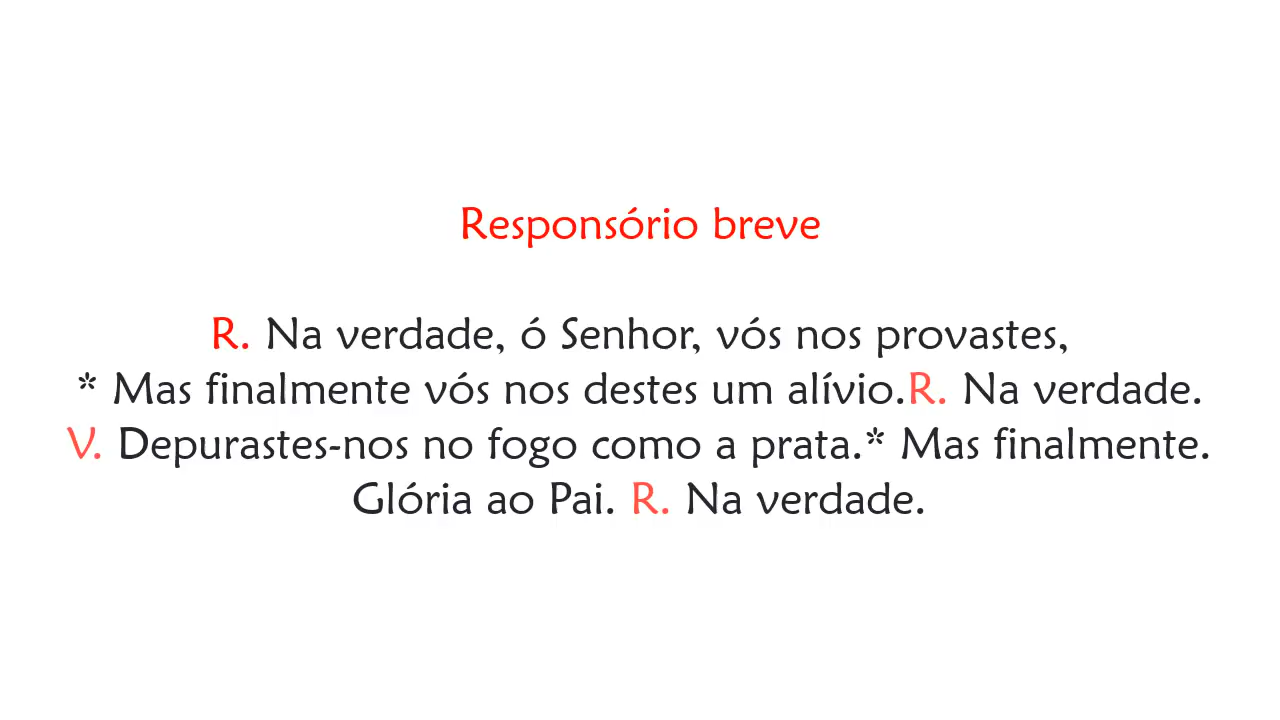 Responsório breve
R. Na verdade, ó Senhor, vós nos provastes,
* Mas finalmente vós nos destes um alívio.R. Na verdade.
V. Depurastes-nos no fogo como a prata.* Mas finalmente.
Glória ao Pai. R. Na verdade.